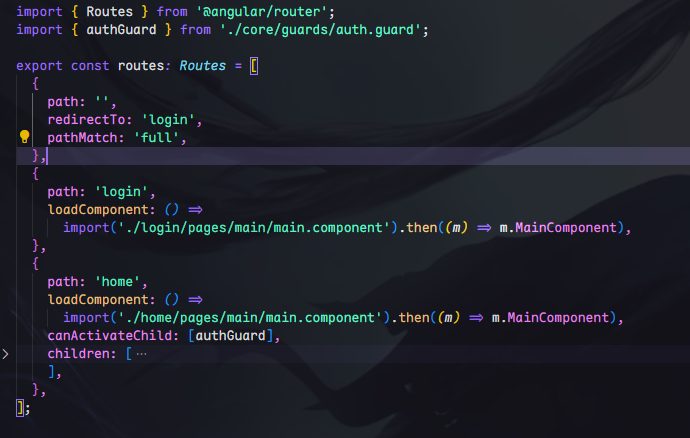 import { Routes } from '@angular/router';
import { authGuard } from './core/guards/auth.guard';

export const routes: Routes = [
  {
    path: '',
    redirectTo: 'login',
    pathMatch: 'full',
  },
  {
    path: 'login',
    loadComponent: () =>
      import('./login/pages/main/main.component').then((m) => m.MainComponent),
  },
  {
    path: 'home',
    loadComponent: () =>
      import('./home/pages/main/main.component').then((m) => m.MainComponent),
    canActivateChild: [authGuard],
    children: [ ⋯
    ],
  },
];